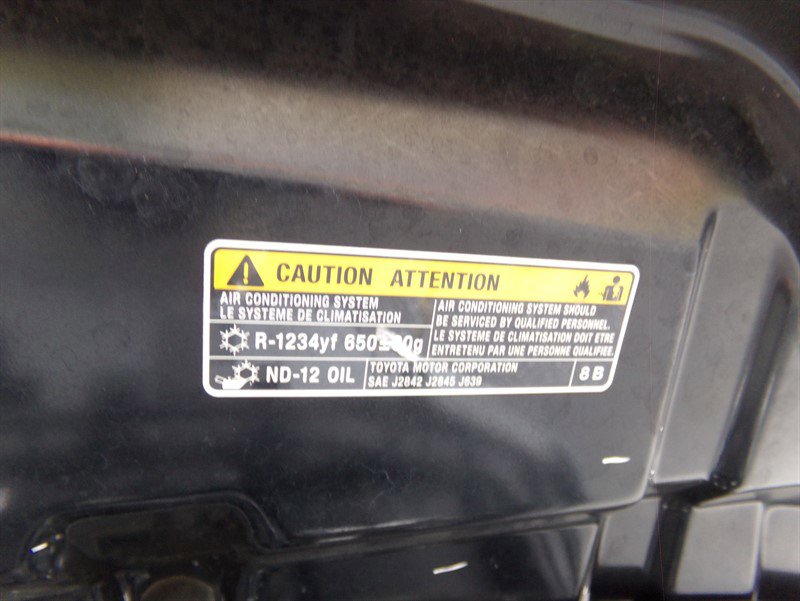 CAUTION ATTENTION
AIR CONDITIONING SYSTEM
LE SYSTEME DE CLIMATISATION
R-1234yf 650
AIR CONDITIONING SYSTEM SHOULD
BE SERVICED BY QUALIFIED PERSONNEL.
LE SYSTEME DE CLIMATISATION DOIT ETRE
ENTRETENU PAR UNE PERSONNE QUALIFIEE.
ND-12 OIL
TOYOTA MOTOR CORPORATION
SAE J2842 J2845 J639
8B